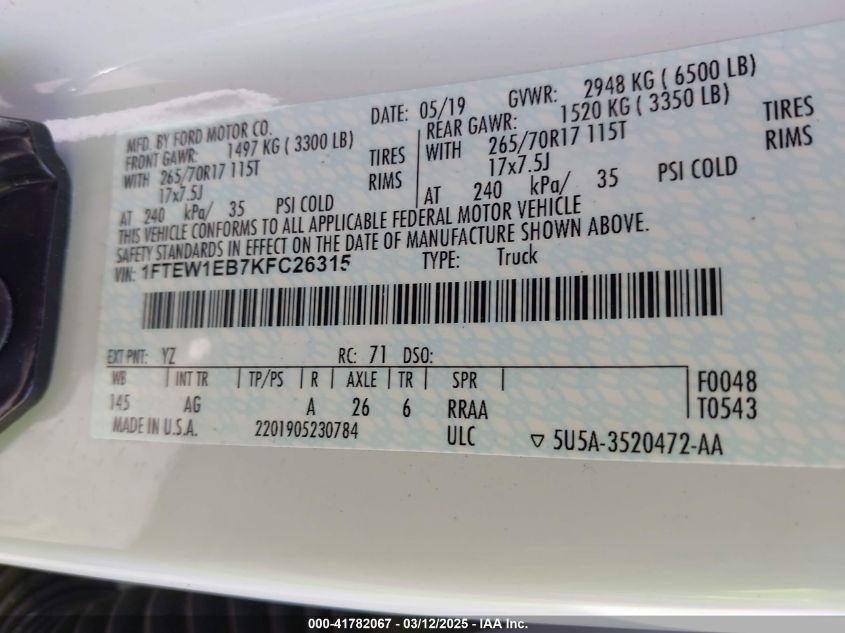 MFD. BY FORD MOTOR CO.
DATE: 05/19 GVWR: 2948 KG ( 6500 LB)
FRONT GAWR: 1497 KG ( 3300 LB)
REAR GAWR: 1520 KG ( 3350 LB)
WITH 265/70R17 115T TIRES
WITH 265/70R17 115T TIRES
17x7.5J RIMS
17x7.5J RIMS
AT 240 kPa/ 35 PSI COLD
AT 240 kPa/ 35 PSI COLD
THIS VEHICLE CONFORMS TO ALL APPLICABLE FEDERAL MOTOR VEHICLE
SAFETY STANDARDS IN EFFECT ON THE DATE OF MANUFACTURE SHOWN ABOVE.
VIN: 1FTEW1EB7KFC26315 TYPE: Truck
EXT PNT: YZ RC: 71 DSO:
WB INT TR TP/PS R AXLE TR SPR
145 AG A 26 6 RRAA
F0048
T0543
MADE IN U.S.A. 2201905230784 ULC ▽ 5U5A-3520472-AA
000-41782067 - 03/12/2025 - IAA Inc.